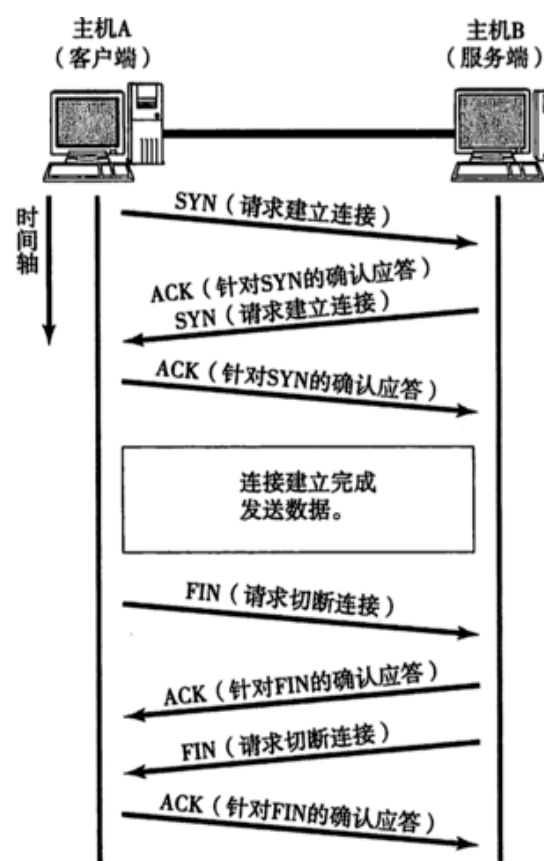 主机A
（客户端）
主机B
（服务端）
时间轴
SYN（请求建立连接）
ACK（针对SYN的确认应答）
SYN（请求建立连接）
ACK（针对SYN的确认应答）
连接建立完成
发送数据。
FIN（请求切断连接）
ACK（针对FIN的确认应答）
FIN（请求切断连接）
ACK（针对FIN的确认应答）